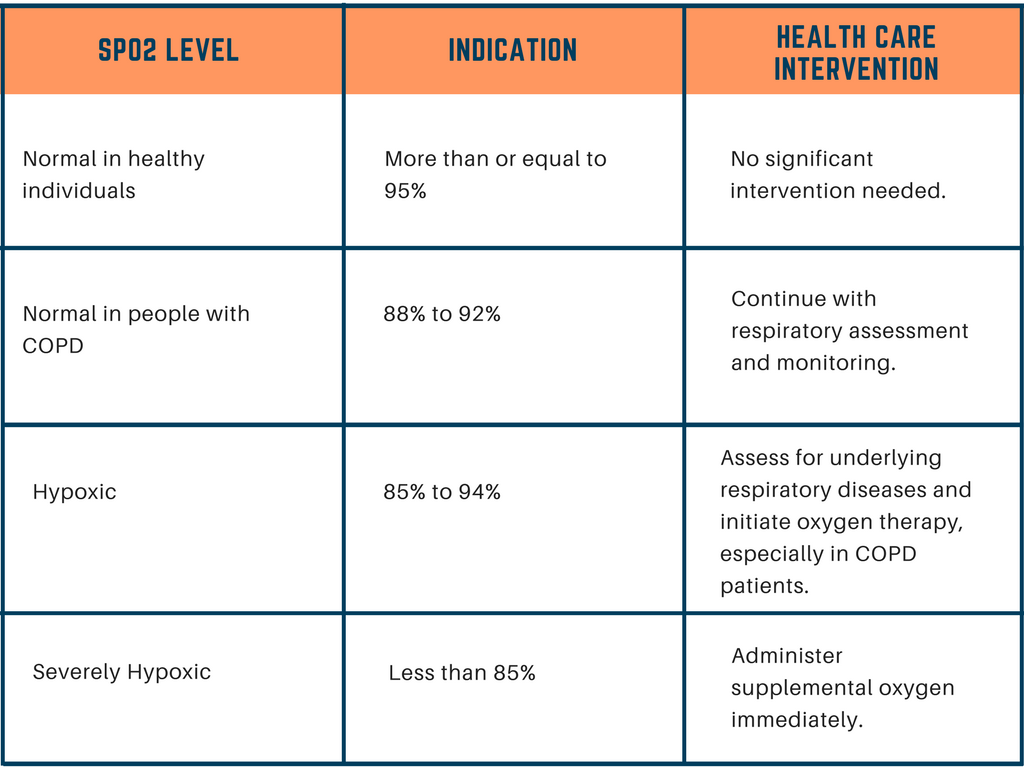 SPO2 LEVEL
INDICATION
HEALTH CARE
INTERVENTION
Normal in healthy
individuals
More than or equal to
95%
No significant
intervention needed.
Normal in people with
COPD
88% to 92%
Continue with
respiratory assessment
and monitoring.
Hypoxic
85% to 94%
Assess for underlying
respiratory diseases and
initiate oxygen therapy,
especially in COPD
patients.
Severely Hypoxic
Less than 85%
Administer
supplemental oxygen
immediately.